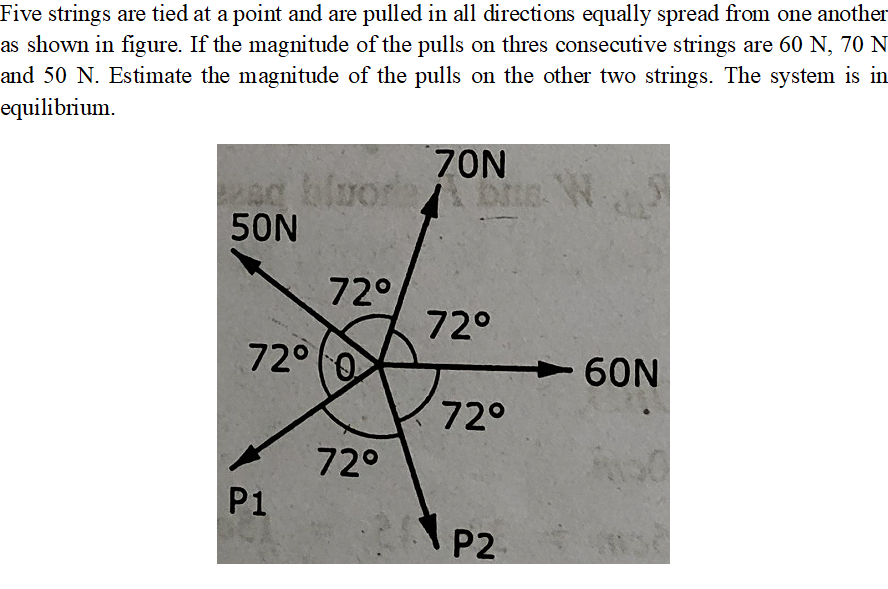 Five strings are tied at a point and are pulled in all directions equally spread from one another
as shown in figure. If the magnitude of the pulls on thres consecutive strings are 60 N, 70 N
and 50 N. Estimate the magnitude of the pulls on the other two strings. The system is in
equilibrium.
70N
50N
72°
72°
72°
O
60N
72°
72°
P1
P2